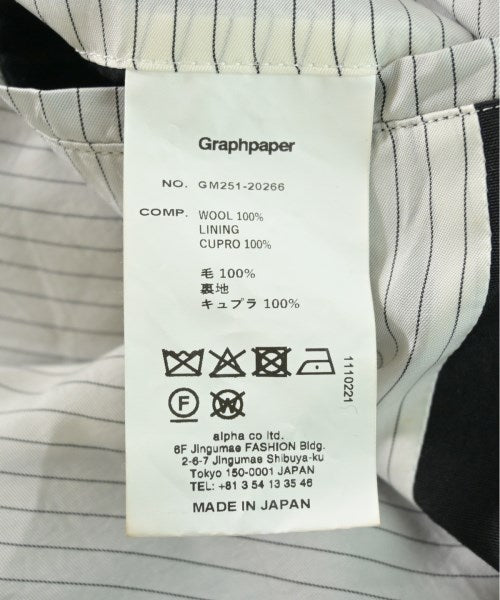 Graphpaper
NO. GM251-20266
COMP. WOOL 100%
LINING
CUPRO 100%
毛 100%
裏地
キュプラ 100%
F W
1110221
alpha co ltd.
6F Jingumae FASHION Bldg.
2-6-7 Jingumae Shibuya-ku
Tokyo 150-0001 JAPAN
TEL: +81 3 54 13 35 46
MADE IN JAPAN